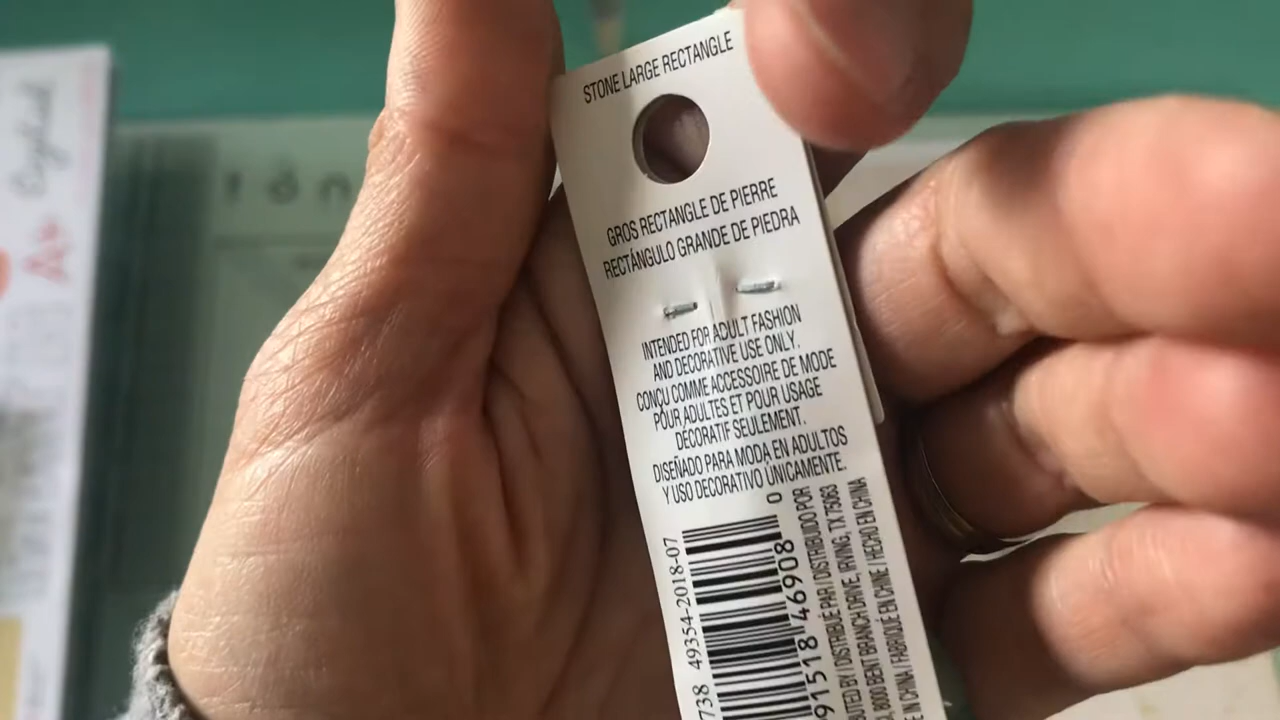 STONE LARGE RECTANGLE
GROS RECTANGLE DE PIERRE
RECTÁNGULO GRANDE DE PIEDRA
INTENDED FOR ADULT FASHION
AND DECORATIVE USE ONLY.
CONÇU COMME ACCESSOIRE DE MODE
POUR ADULTES ET POUR USAGE
DÉCORATIF SEULEMENT.
DISEÑADO PARA MODA EN ADULTOS
Y USO DECORATIVO ÚNICAMENTE.
738 49354-2018-07
91518 46908 0
BUTED BY / DISTRIBUÉ PAR / DISTRIBUIDO POR
8000 BENT BRANCH DRIVE, IRVING, TX 75063
E IN CHINA / FABRIQUÉ EN CHINE / HECHO EN CHINA